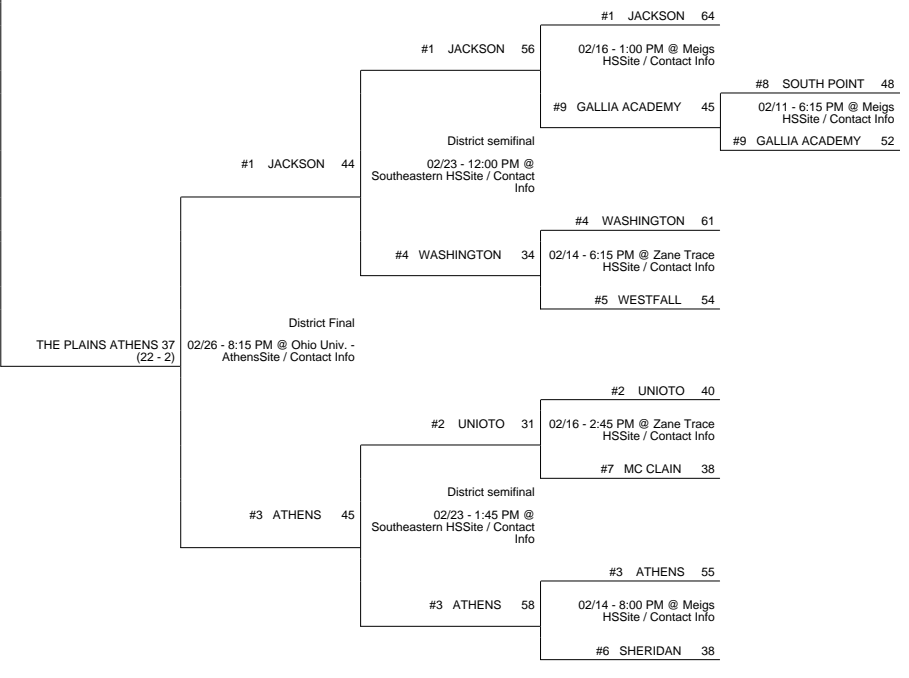 #1 JACKSON 64
#1 JACKSON 56
02/16 - 1:00 PM @ Meigs
HSSite / Contact Info
#8 SOUTH POINT 48
#9 GALLIA ACADEMY 45
02/11 - 6:15 PM @ Meigs
HSSite / Contact Info
#9 GALLIA ACADEMY 52
District semifinal
#1 JACKSON 44
02/23 - 12:00 PM @
Southeastern HSSite / Contact
Info
#4 WASHINGTON 61
#4 WASHINGTON 34
02/14 - 6:15 PM @ Zane Trace
HSSite / Contact Info
#5 WESTFALL 54
District Final
THE PLAINS ATHENS 37
(22 - 2)
02/26 - 8:15 PM @ Ohio Univ. -
AthensSite / Contact Info
#2 UNIOTO 40
#2 UNIOTO 31
02/16 - 2:45 PM @ Zane Trace
HSSite / Contact Info
#7 MC CLAIN 38
District semifinal
#3 ATHENS 45
02/23 - 1:45 PM @
Southeastern HSSite / Contact
Info
#3 ATHENS 55
#3 ATHENS 58
02/14 - 8:00 PM @ Meigs
HSSite / Contact Info
#6 SHERIDAN 38